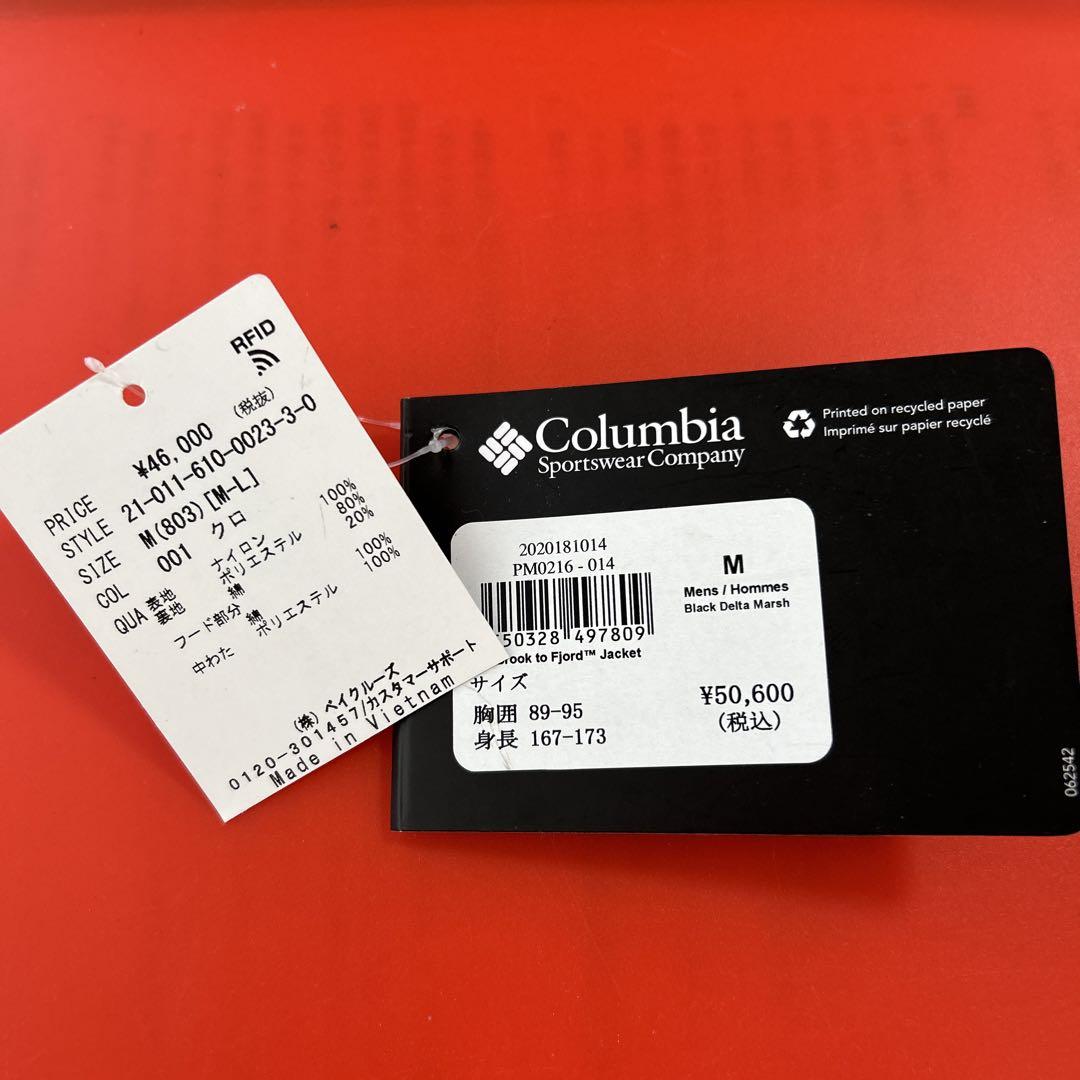 RFID
(税抜)
PRICE ¥46,000
STYLE 21-011-610-0023-3-0
SIZE M(803)[M-L]
COL 001 クロ
QUA 表地 ナイロン 100%
裏地 ポリエステル 80%
綿 20%
フード部分 綿 100%
中わた ポリエステル 100%
(株) ベイクルーズ
0120-301457/カスタマーサポート
Made in Vietnam
Columbia
Sportswear Company
Printed on recycled paper
Imprimé sur papier recyclé
2020181014
PM0216-014
50328 497809
to Fjord™ Jacket
サイズ
胸囲 89-95
身長 167-173
M
Mens / Hommes
Black Delta Marsh
¥50,600
(税込)
062542